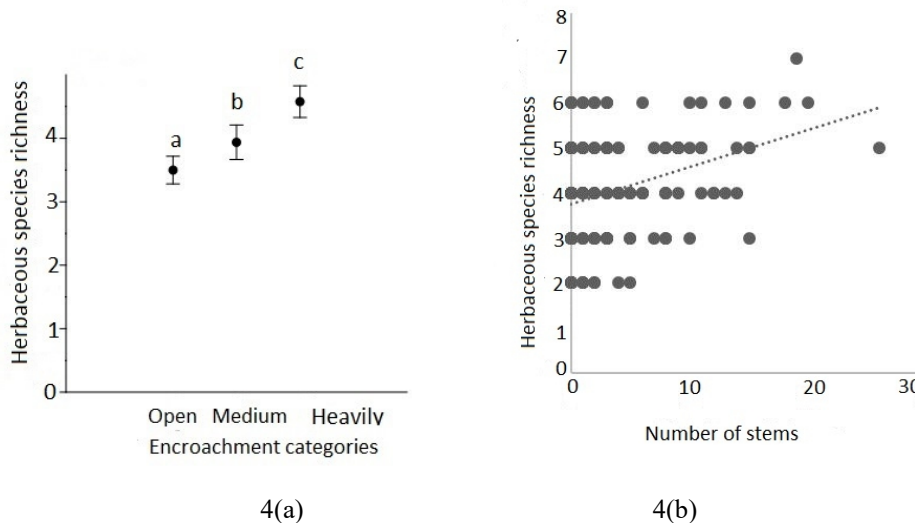 Herbaceous species richness
4
3
2
1
0
a
b
c
Open Medium Heavily
Encroachment categories
4(a)
Herbaceous species richness
8
7
6
5
4
3
2
1
0
0 10 20 30
Number of stems
4(b)